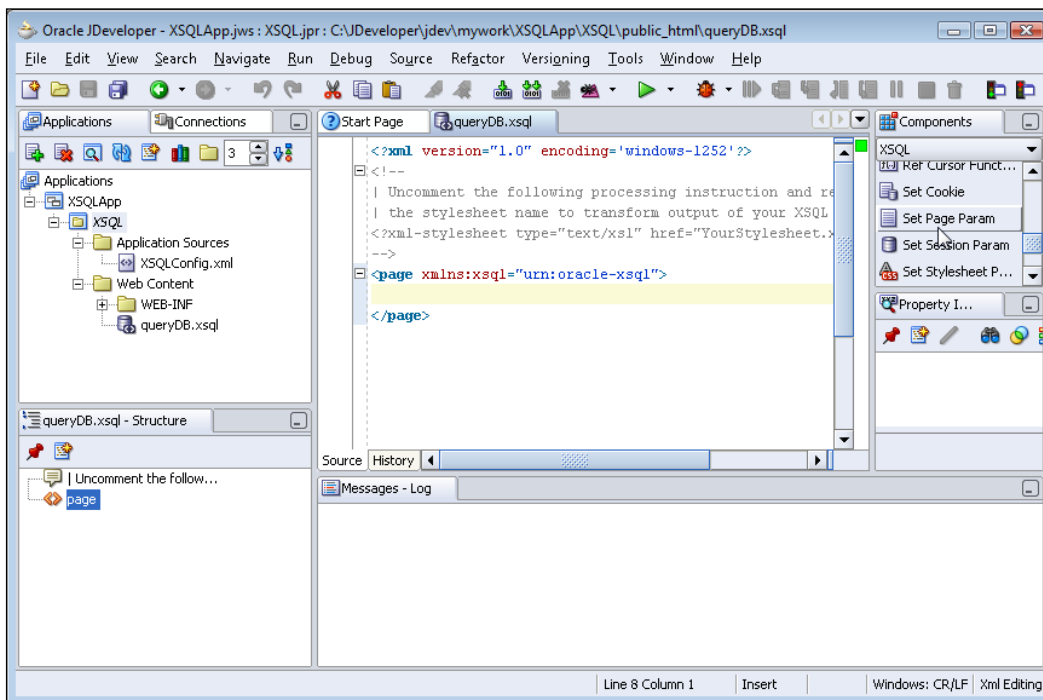 Oracle JDeveloper - XSQLApp.jws : XSQL.jpr : C:\JDeveloper\jdev\mywork\XSQLApp\XSQL\public_html\queryDB.xsql
File Edit View Search Navigate Run Debug Source Refactor Versioning Tools Window Help
Applications
Connections
3
Applications
XSQLApp
XSQL
Application Sources
XSQLConfig.xml
Web Content
WEB-INF
queryDB.xsql
queryDB.xsql - Structure
| Uncomment the follow...
page
Start Page
queryDB.xsql
<?xml version="1.0" encoding='windows-1252'?>
<!--
| Uncomment the following processing instruction and re
| the stylesheet name to transform output of your XSQL
<?xml-stylesheet type="text/xsl" href="YourStylesheet.x
-->
<page xmlns:xsql="urn:oracle-xsql">
</page>
Source History
Messages - Log
Components
XSQL
Ref Cursor Funct...
Set Cookie
Set Page Param
Set Session Param
Set Stylesheet P...
Property I...
Line 8 Column 1 Insert Windows: CR/LF Xml Editing